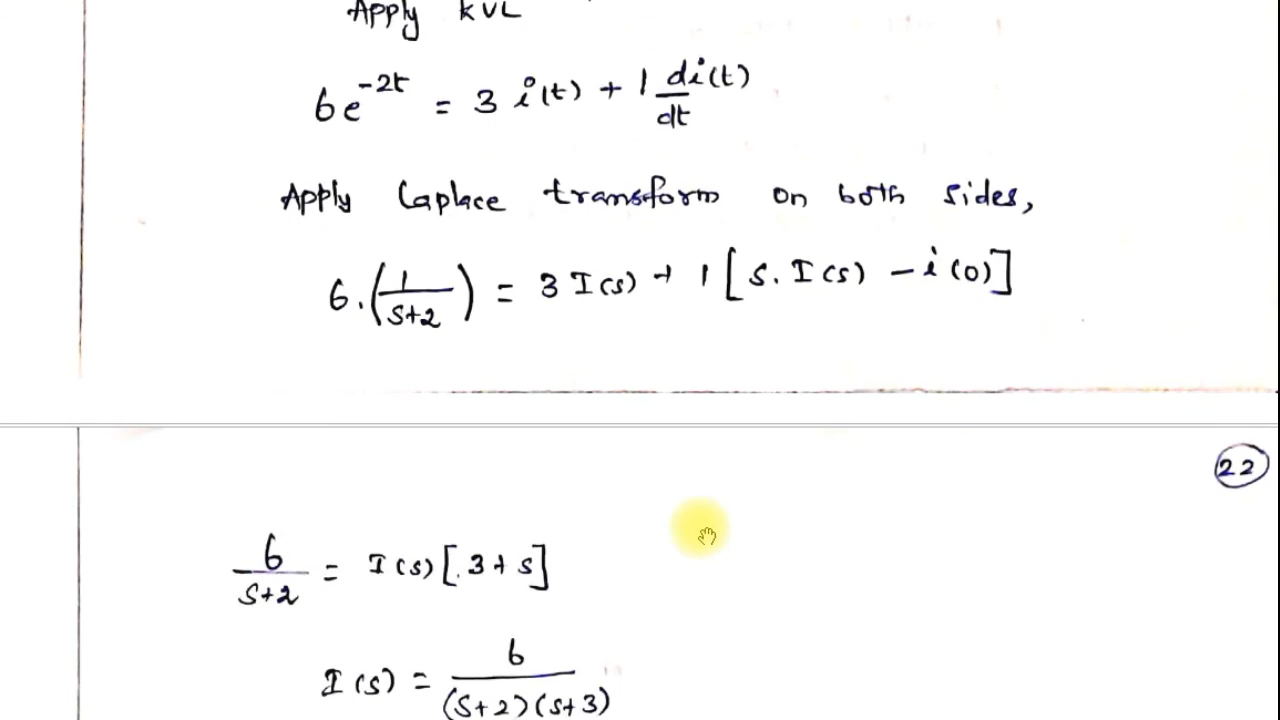 Apply KVL
6e^{-2t} = 3 i(t) + 1 di(t)/dt
Apply Laplace transform on both sides,
6.(1/(S+2)) = 3 I(s) + 1 [S. I(s) - i(0)]
22
6/(S+2) = I(s)[.3+s]
I(s) = 6/((S+2)(S+3))